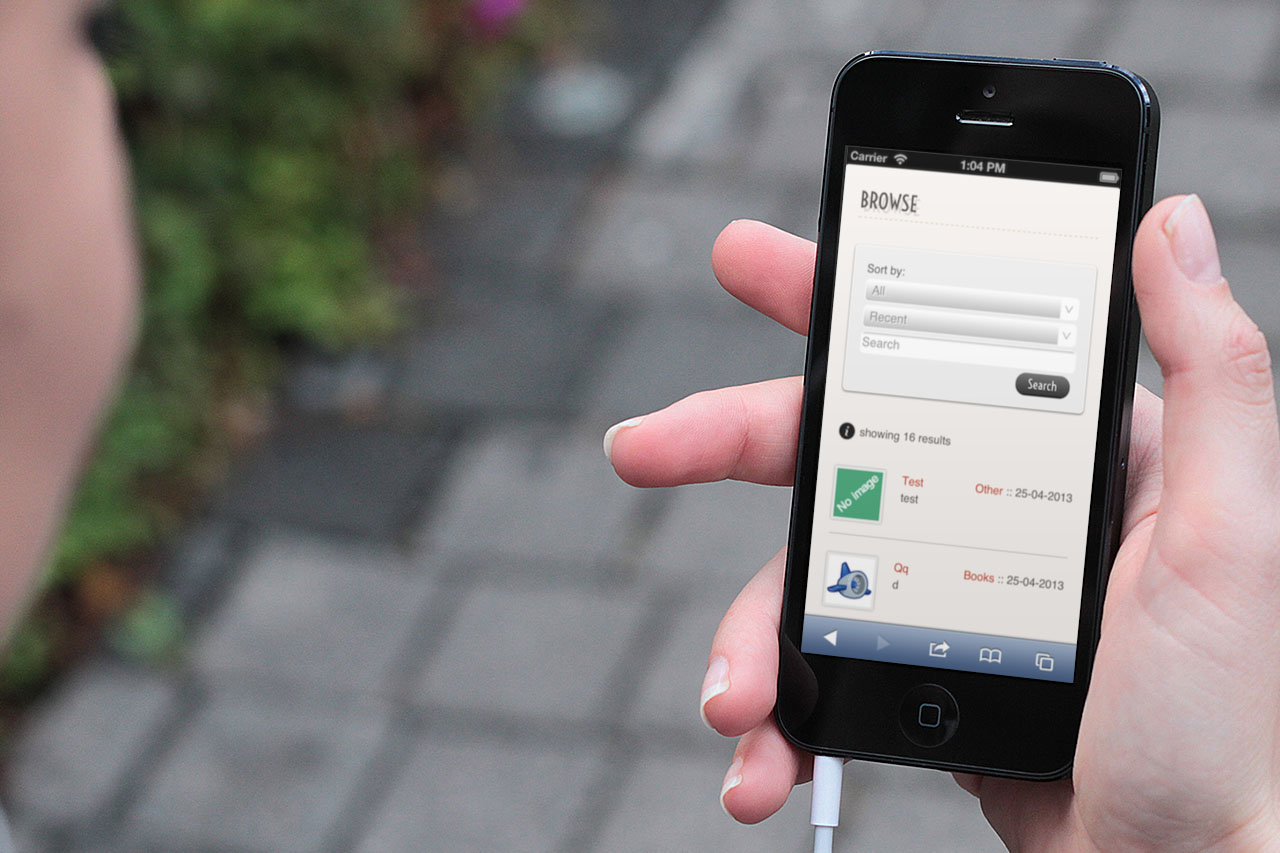 Carrier 1:04 PM
BROWSE
Sort by:
All
Recent
Search
Search
i showing 16 results
No image
Test
test
Other :: 25-04-2013
Qq
d
Books :: 25-04-2013